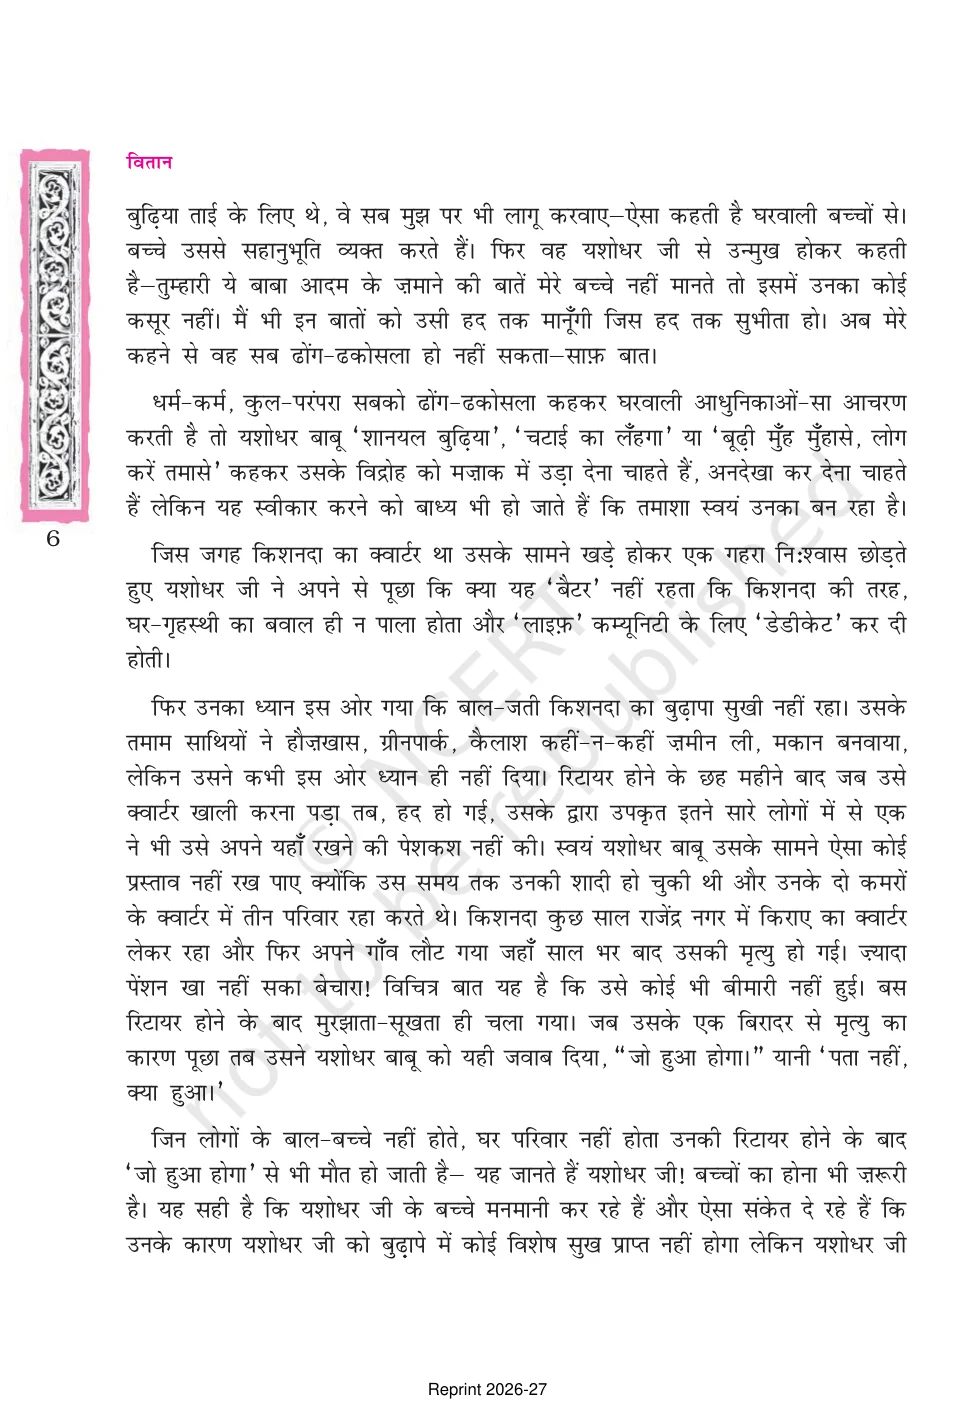 वितान
बुढ़िया ताई के लिए थे, वे सब मुझ पर भी लागू करवाए–ऐसा कहती है घरवाली बच्चों से।
बच्चे उससे सहानुभूति व्यक्त करते हैं। फिर वह यशोधर जी से उन्मुख होकर कहती
है–तुम्हारी ये बाबा आदम के ज़माने की बातें मेरे बच्चे नहीं मानते तो इसमें उनका कोई
कसूर नहीं। मैं भी इन बातों को उसी हद तक मानूँगी जिस हद तक सुभीता हो। अब मेरे
कहने से वह सब ढोंग-ढकोसला हो नहीं सकता–साफ़ बात।
धर्म-कर्म, कुल-परंपरा सबको ढोंग-ढकोसला कहकर घरवाली आधुनिकाओं-सा आचरण
करती है तो यशोधर बाबू ‘शानयल बुढ़िया’, ‘चटाई का लँहगा’ या ‘बूढ़ी मुँह मुँहासे, लोग
करें तमासे’ कहकर उसके विद्रोह को मज़ाक में उड़ा देना चाहते हैं, अनदेखा कर देना चाहते
हैं लेकिन यह स्वीकार करने को बाध्य भी हो जाते हैं कि तमाशा स्वयं उनका बन रहा है।
6
जिस जगह किशनदा का क्वार्टर था उसके सामने खड़े होकर एक गहरा नि:श्वास छोड़ते
हुए यशोधर जी ने अपने से पूछा कि क्या यह ‘बैटर’ नहीं रहता कि किशनदा की तरह,
घर-गृहस्थी का बवाल ही न पाला होता और ‘लाइफ़’ कम्यूनिटी के लिए ‘डेडीकेट’ कर दी
होती।
फिर उनका ध्यान इस ओर गया कि बाल-जती किशनदा का बुढ़ापा सुखी नहीं रहा। उसके
तमाम साथियों ने हौज़खास, ग्रीनपार्क, कैलाश कहीं-न-कहीं ज़मीन ली, मकान बनवाया,
लेकिन उसने कभी इस ओर ध्यान ही नहीं दिया। रिटायर होने के छह महीने बाद जब उसे
क्वार्टर खाली करना पड़ा तब, हद हो गई, उसके द्वारा उपकृत इतने सारे लोगों में से एक
ने भी उसे अपने यहाँ रखने की पेशकश नहीं की। स्वयं यशोधर बाबू उसके सामने ऐसा कोई
प्रस्ताव नहीं रख पाए क्योंकि उस समय तक उनकी शादी हो चुकी थी और उनके दो कमरों
के क्वार्टर में तीन परिवार रहा करते थे। किशनदा कुछ साल राजेंद्र नगर में किराए का क्वार्टर
लेकर रहा और फिर अपने गाँव लौट गया जहाँ साल भर बाद उसकी मृत्यु हो गई। ज़्यादा
पेंशन खा नहीं सका बेचारा! विचित्र बात यह है कि उसे कोई भी बीमारी नहीं हुई। बस
रिटायर होने के बाद मुरझाता-सूखता ही चला गया। जब उसके एक बिरादर से मृत्यु का
कारण पूछा तब उसने यशोधर बाबू को यही जवाब दिया, “जो हुआ होगा।” यानी ‘पता नहीं,
क्या हुआ।’
जिन लोगों के बाल-बच्चे नहीं होते, घर परिवार नहीं होता उनकी रिटायर होने के बाद
‘जो हुआ होगा’ से भी मौत हो जाती है– यह जानते हैं यशोधर जी! बच्चों का होना भी ज़रूरी
है। यह सही है कि यशोधर जी के बच्चे मनमानी कर रहे हैं और ऐसा संकेत दे रहे हैं कि
उनके कारण यशोधर जी को बुढ़ापे में कोई विशेष सुख प्राप्त नहीं होगा लेकिन यशोधर जी
© NCERT
not to be republished
Reprint 2026-27